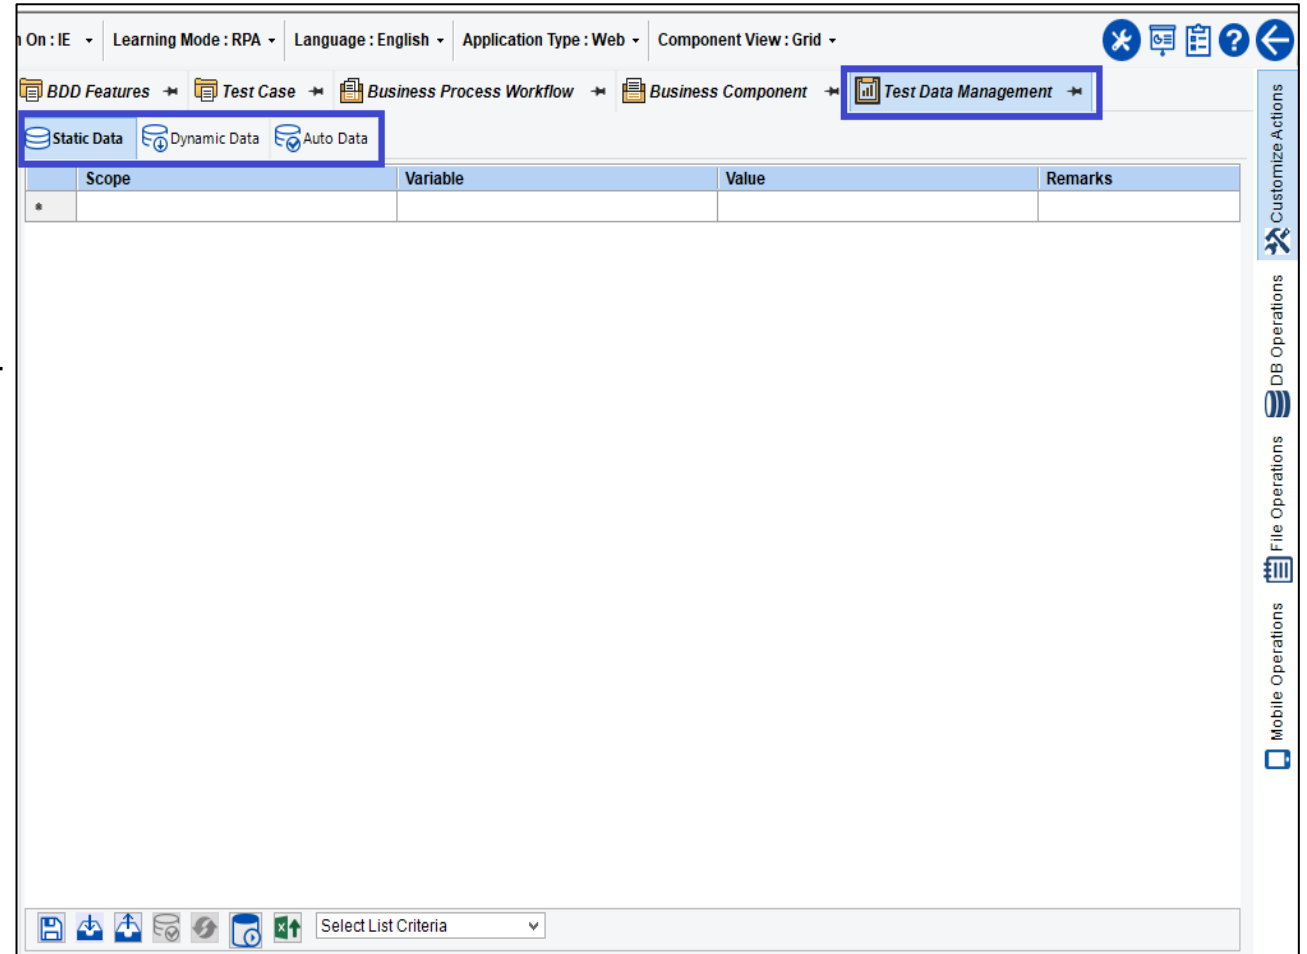 On : IE
Learning Mode : RPA
Language : English
Application Type : Web
Component View : Grid
BDD Features
Test Case
Business Process Workflow
Business Component
Test Data Management
Static Data
Dynamic Data
Auto Data
Scope
Variable
Value
Remarks
*
Customize Actions
DB Operations
File Operations
Mobile Operations
Select List Criteria